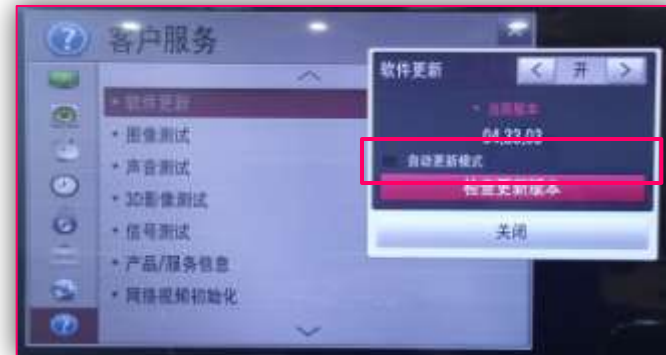 客户服务
软件更新
图像测试
声音测试
3D影像测试
信号测试
产品/服务信息
网络视频初始化
软件更新
开
当前版本
04.33.03
自动更新模式
检查更新版本
关闭